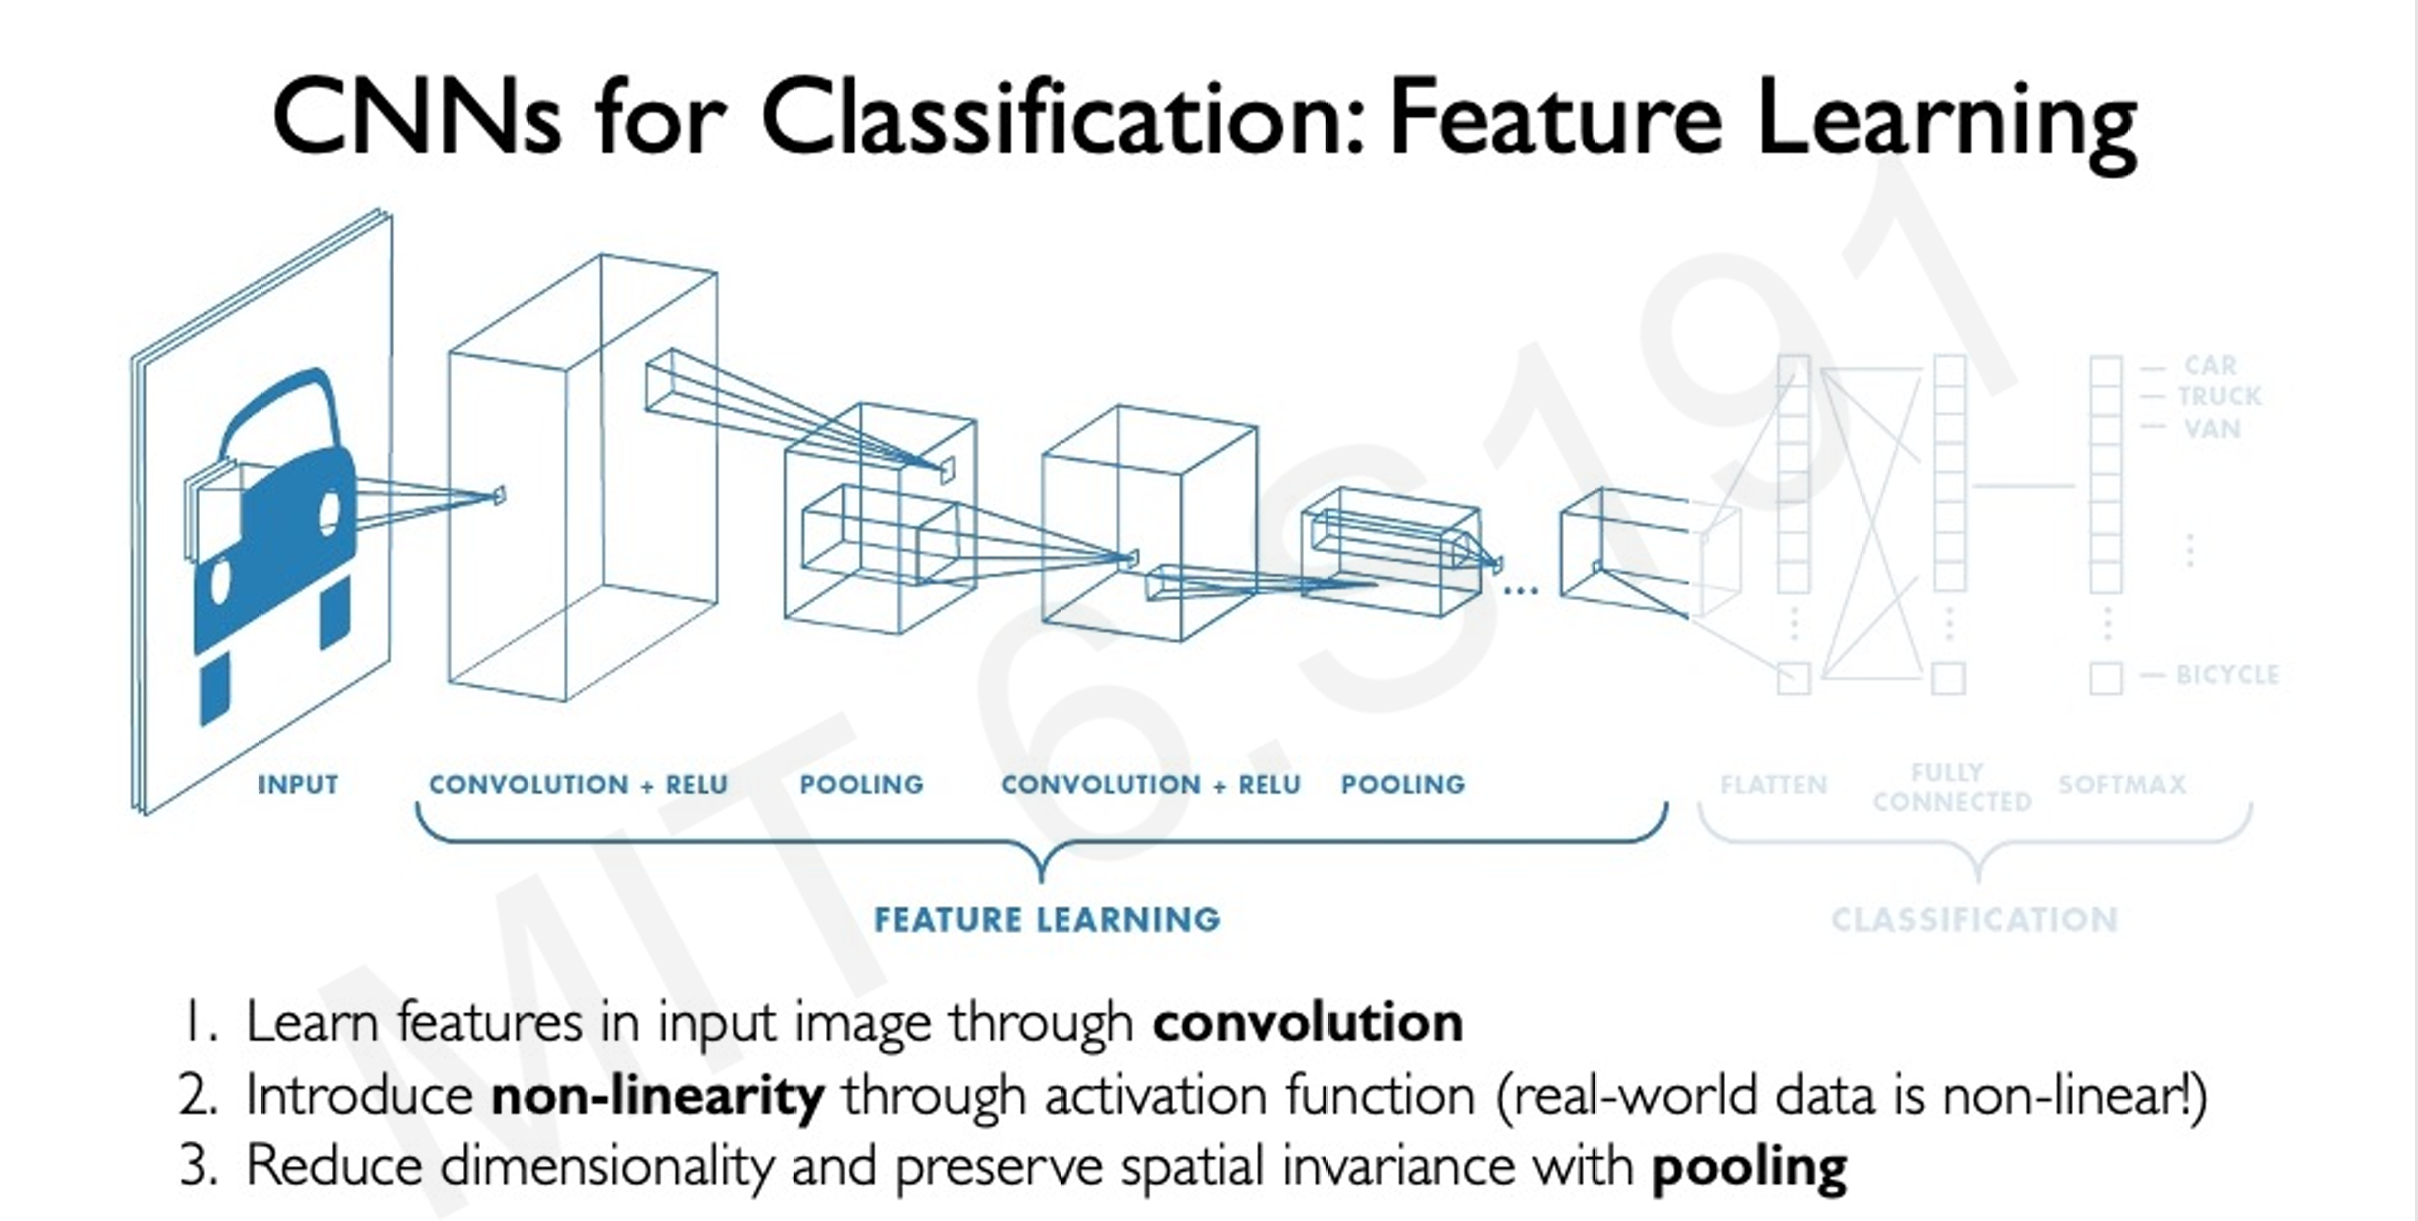 CNNs for Classification: Feature Learning
CAR
TRUCK
VAN
BICYCLE
INPUT
CONVOLUTION + RELU
POOLING
CONVOLUTION + RELU
POOLING
FLATTEN
FULLY
CONNECTED
SOFTMAX
FEATURE LEARNING
CLASSIFICATION
MIT 6.S191
1. Learn features in input image through convolution
2. Introduce non-linearity through activation function (real-world data is non-linear!)
3. Reduce dimensionality and preserve spatial invariance with pooling